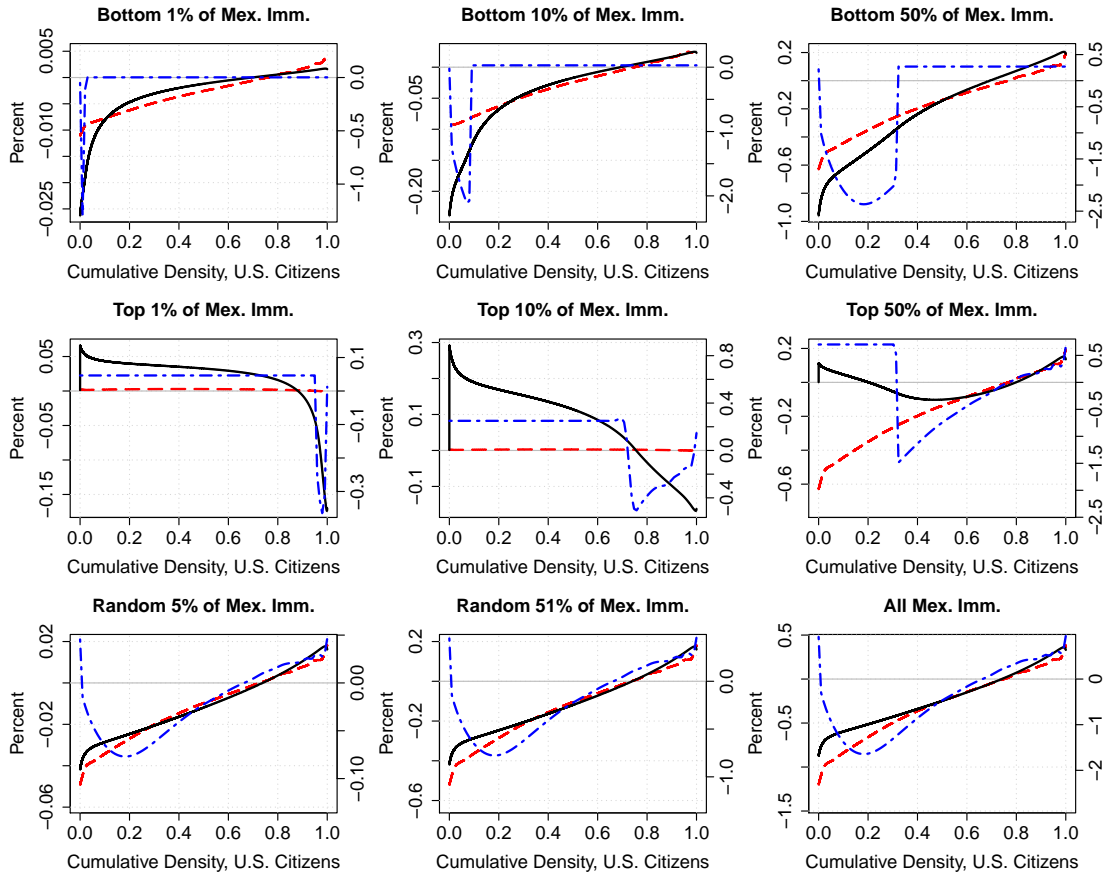 Bottom 1% of Mex. Imm.
Bottom 10% of Mex. Imm.
Bottom 50% of Mex. Imm.
Percent
0.005
-0.010
-0.025
0.0
-0.5
-1.0
0.0 0.2 0.4 0.6 0.8 1.0
Cumulative Density, U.S. Citizens
Percent
-0.05
-0.20
0.0
-1.0
-2.0
0.0 0.2 0.4 0.6 0.8 1.0
Cumulative Density, U.S. Citizens
Percent
0.2
-0.2
-0.6
-1.0
0.5
-0.5
-1.5
-2.5
0.0 0.2 0.4 0.6 0.8 1.0
Cumulative Density, U.S. Citizens
Top 1% of Mex. Imm.
Top 10% of Mex. Imm.
Top 50% of Mex. Imm.
Percent
0.05
-0.05
-0.15
0.1
-0.1
-0.3
0.0 0.2 0.4 0.6 0.8 1.0
Cumulative Density, U.S. Citizens
Percent
0.3
0.1
-0.1
0.8
0.4
0.0
-0.4
0.0 0.2 0.4 0.6 0.8 1.0
Cumulative Density, U.S. Citizens
Percent
0.2
-0.2
-0.6
0.5
-0.5
-1.5
-2.5
0.0 0.2 0.4 0.6 0.8 1.0
Cumulative Density, U.S. Citizens
Random 5% of Mex. Imm.
Random 51% of Mex. Imm.
All Mex. Imm.
Percent
0.02
-0.02
-0.06
0.00
-0.10
0.0 0.2 0.4 0.6 0.8 1.0
Cumulative Density, U.S. Citizens
Percent
0.2
-0.2
-0.6
0.0
-1.0
0.0 0.2 0.4 0.6 0.8 1.0
Cumulative Density, U.S. Citizens
Percent
0.5
-0.5
-1.5
0
-1
-2
0.0 0.2 0.4 0.6 0.8 1.0
Cumulative Density, U.S. Citizens